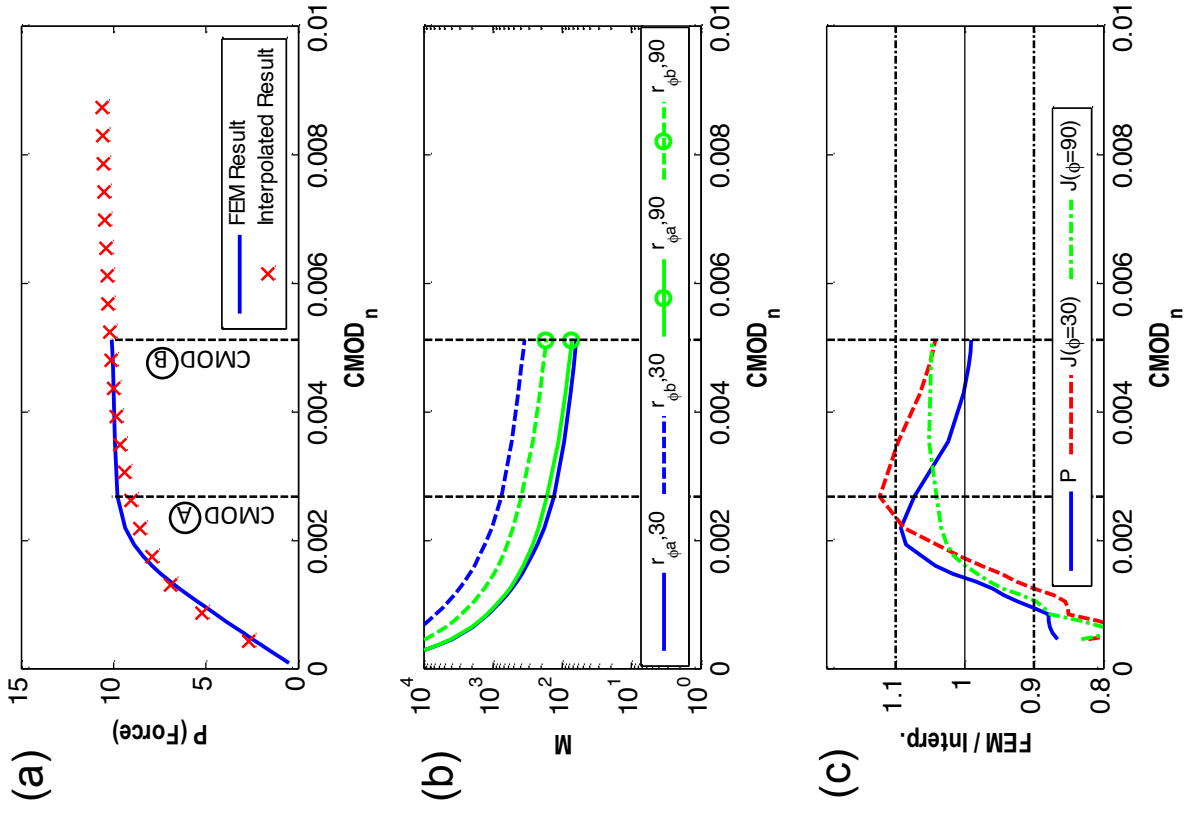 (a)
15
10
5
0
P (Force)
0
0.002
0.004
0.006
0.008
0.01
CMOD A
CMOD B
FEM Result
Interpolated Result
CMODn
(b)
10^4
10^3
10^2
10^1
10^0
M
0
0.002
0.004
0.006
0.008
0.01
r_ϕa,30 r_ϕb,30 r_ϕa,90 r_ϕb,90
CMODn
(c)
1.1
1
0.9
0.8
FEM / Interp.
0
0.002
0.004
0.006
0.008
0.01
P J(ϕ=30) J(ϕ=90)
CMODn